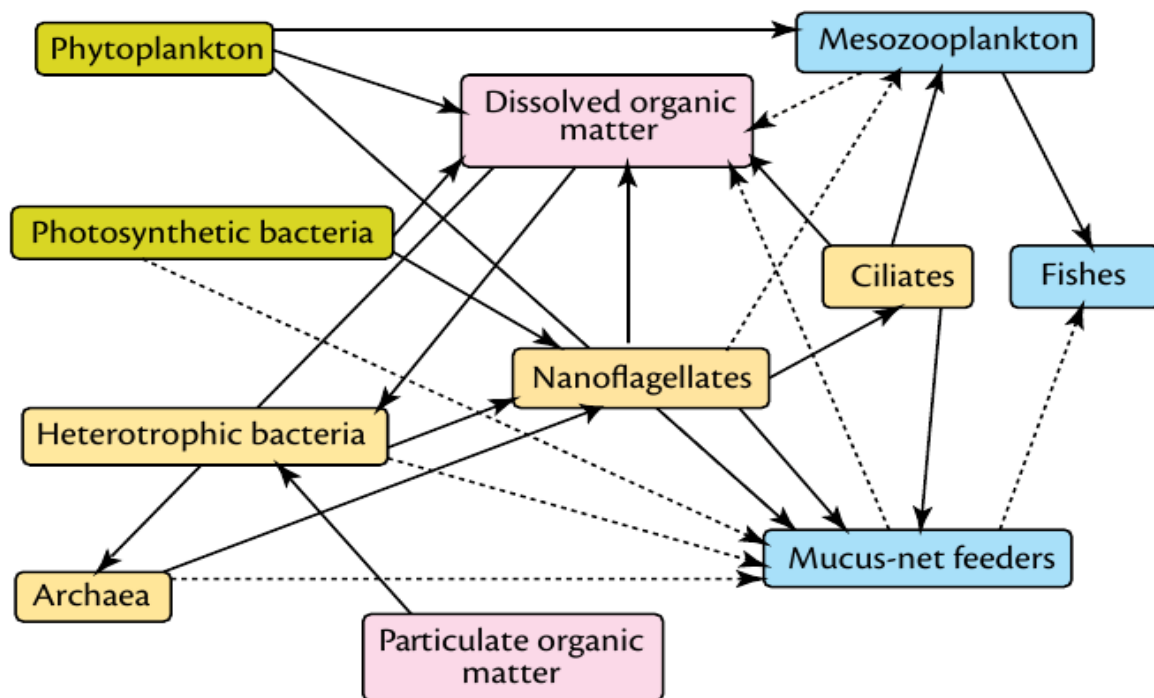 Phytoplankton
Mesozooplankton
Dissolved organic
matter
Photosynthetic bacteria
Ciliates
Fishes
Nanoflagellates
Heterotrophic bacteria
Mucus-net feeders
Archaea
Particulate organic
matter